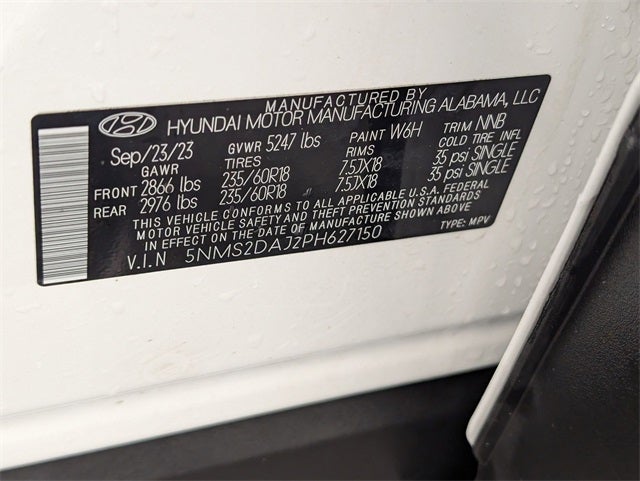 MANUFACTURED BY
HYUNDAI MOTOR MANUFACTURING ALABAMA, LLC
Sep/23/23 GVWR 5247 lbs PAINT W6H TRIM NNB
GAWR TIRES RIMS COLD TIRE INFL
FRONT 2866 lbs 235/60R18 7.5JX18 35 psi SINGLE
REAR 2976 lbs 235/60R18 7.5JX18 35 psi SINGLE
THIS VEHICLE CONFORMS TO ALL APPLICABLE U.S.A. FEDERAL
MOTOR VEHICLE SAFETY AND THEFT PREVENTION STANDARDS
IN EFFECT ON THE DATE OF MANUFACTURE SHOWN ABOVE
V.I.N 5NMS2DAJ2PH627150 TYPE: MPV